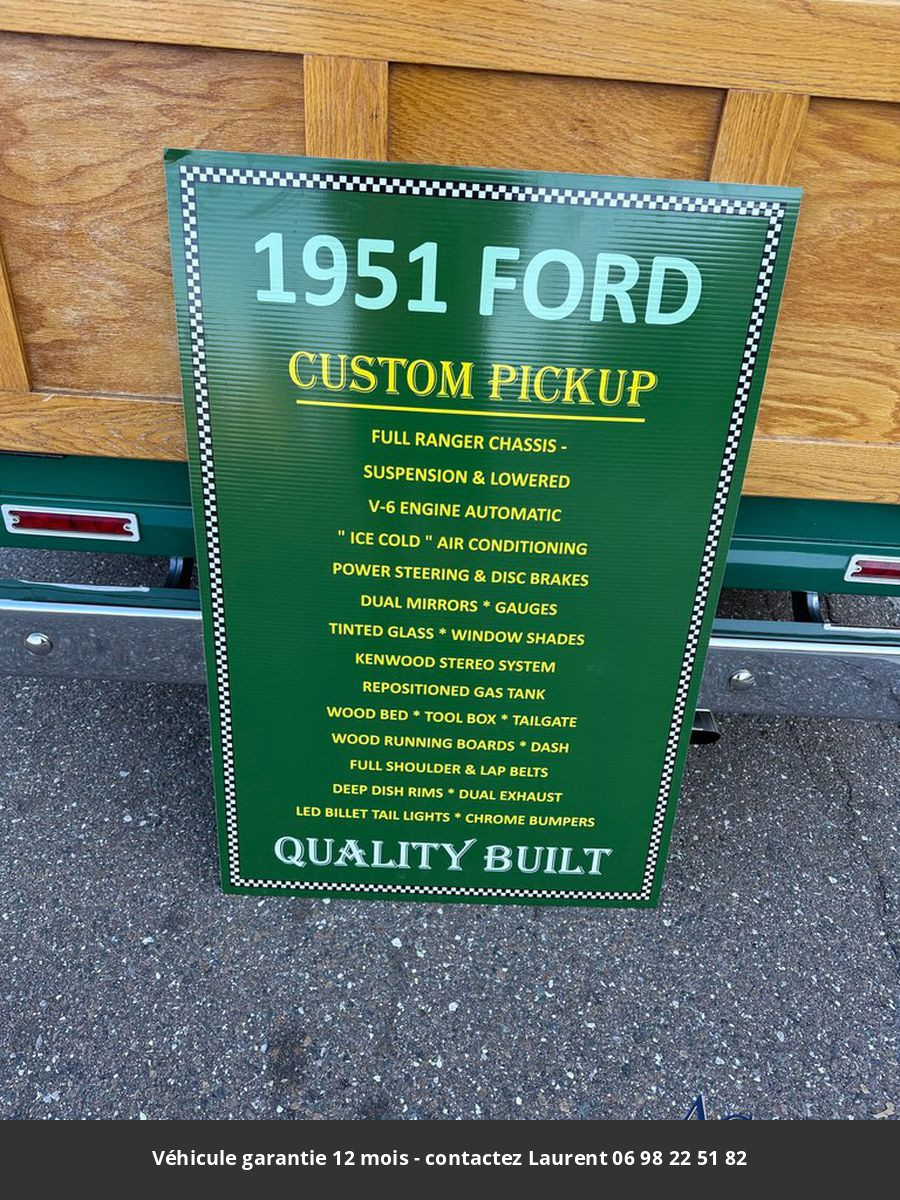 1951 FORD
CUSTOM PICKUP
FULL RANGER CHASSIS -
SUSPENSION & LOWERED
V-6 ENGINE AUTOMATIC
" ICE COLD " AIR CONDITIONING
POWER STEERING & DISC BRAKES
DUAL MIRRORS * GAUGES
TINTED GLASS * WINDOW SHADES
KENWOOD STEREO SYSTEM
REPOSITIONED GAS TANK
WOOD BED * TOOL BOX * TAILGATE
WOOD RUNNING BOARDS * DASH
FULL SHOULDER & LAP BELTS
DEEP DISH RIMS * DUAL EXHAUST
LED BILLET TAIL LIGHTS * CHROME BUMPERS
QUALITY BUILT
Véhicule garantie 12 mois - contactez Laurent 06 98 22 51 82